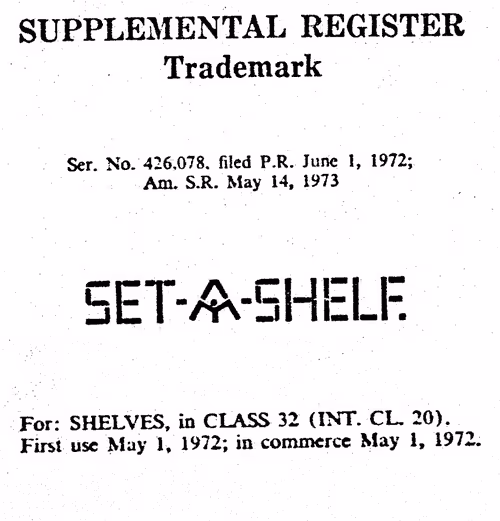 SUPPLEMENTAL REGISTER
Trademark
Ser. No. 426,078, filed P.R. June 1, 1972;
Am. S.R. May 14, 1973
SET-A-SHELF.
For: SHELVES, in CLASS 32 (INT. CL. 20).
First use May 1, 1972; in commerce May 1, 1972.